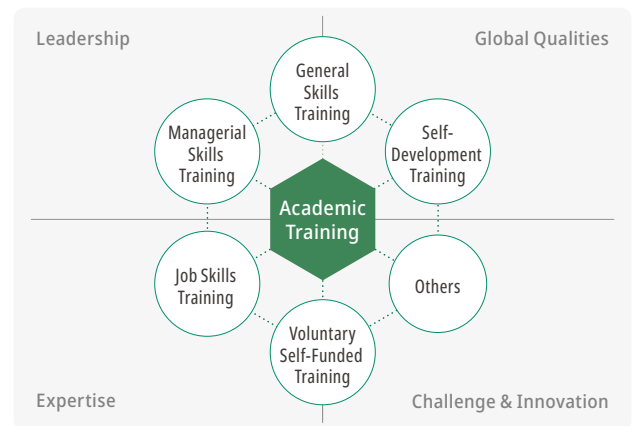 Leadership
Global Qualities
General
Skills
Training
Managerial
Skills
Training
Self-
Development
Training
Academic
Training
Job Skills
Training
Others
Voluntary
Self-Funded
Training
Expertise
Challenge & Innovation